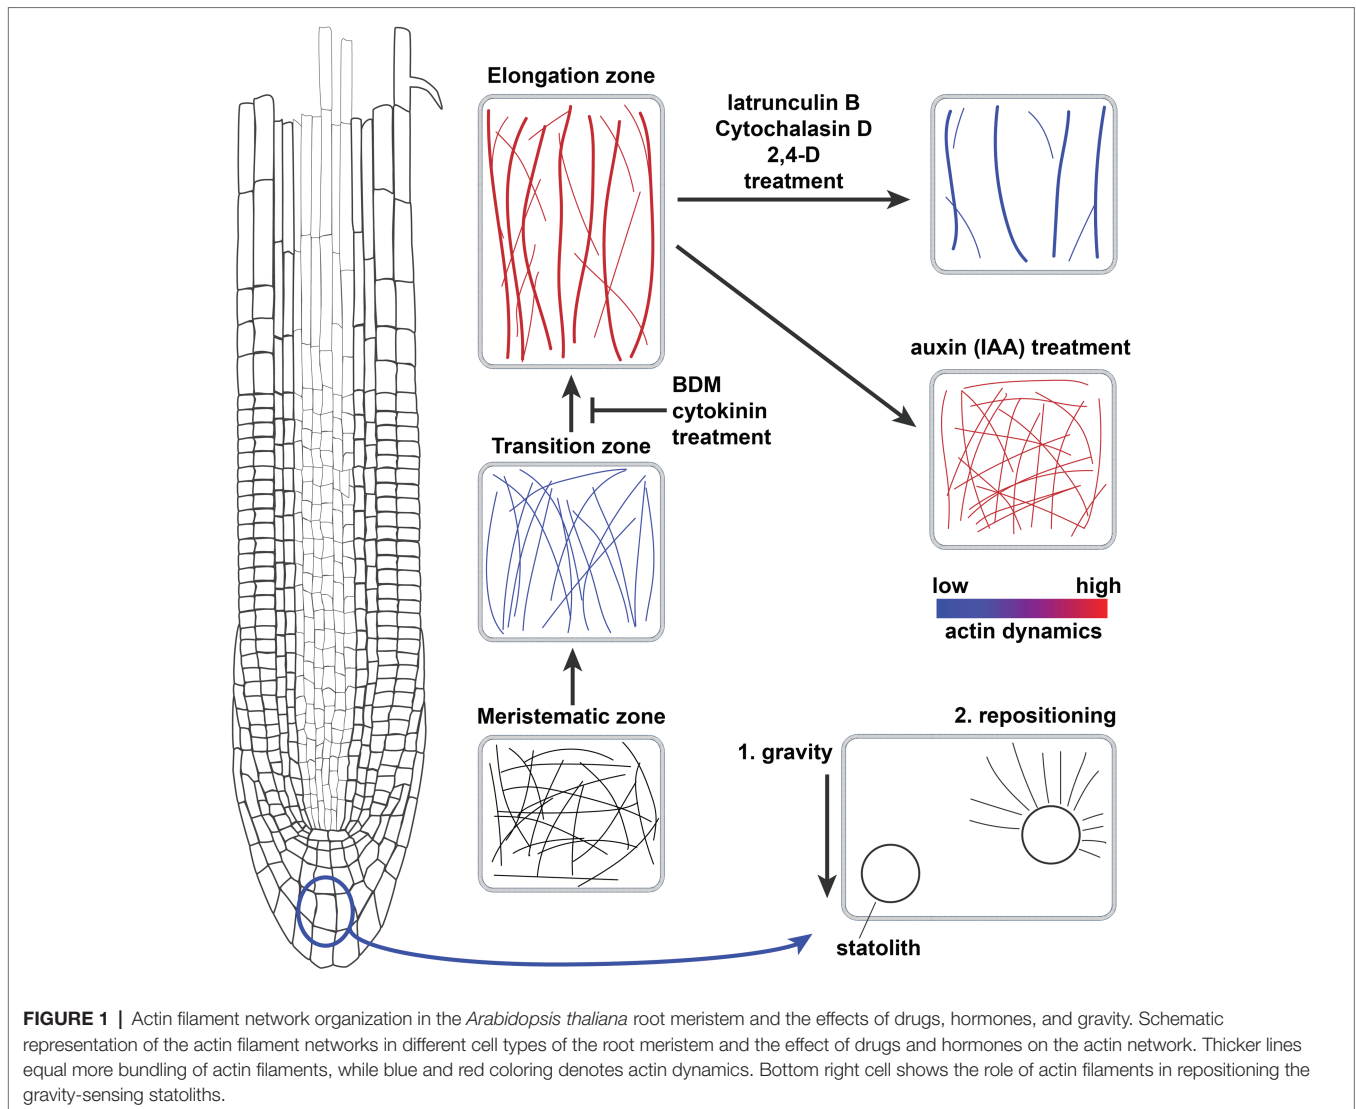 Elongation zone
latrunculin B
Cytochalasin D
2,4-D
treatment
auxin (IAA) treatment
BDM
cytokinin
treatment
Transition zone
low high
actin dynamics
Meristematic zone
2. repositioning
1. gravity
statolith
FIGURE 1 | Actin filament network organization in the Arabidopsis thaliana root meristem and the effects of drugs, hormones, and gravity. Schematic
representation of the actin filament networks in different cell types of the root meristem and the effect of drugs and hormones on the actin network. Thicker lines
equal more bundling of actin filaments, while blue and red coloring denotes actin dynamics. Bottom right cell shows the role of actin filaments in repositioning the
gravity-sensing statoliths.